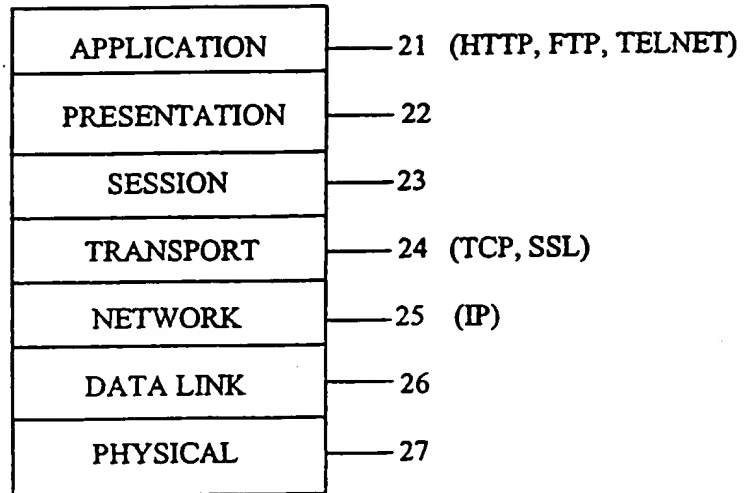 APPLICATION 21 (HTTP, FTP, TELNET)
PRESENTATION 22
SESSION 23
TRANSPORT 24 (TCP, SSL)
NETWORK 25 (IP)
DATA LINK 26
PHYSICAL 27